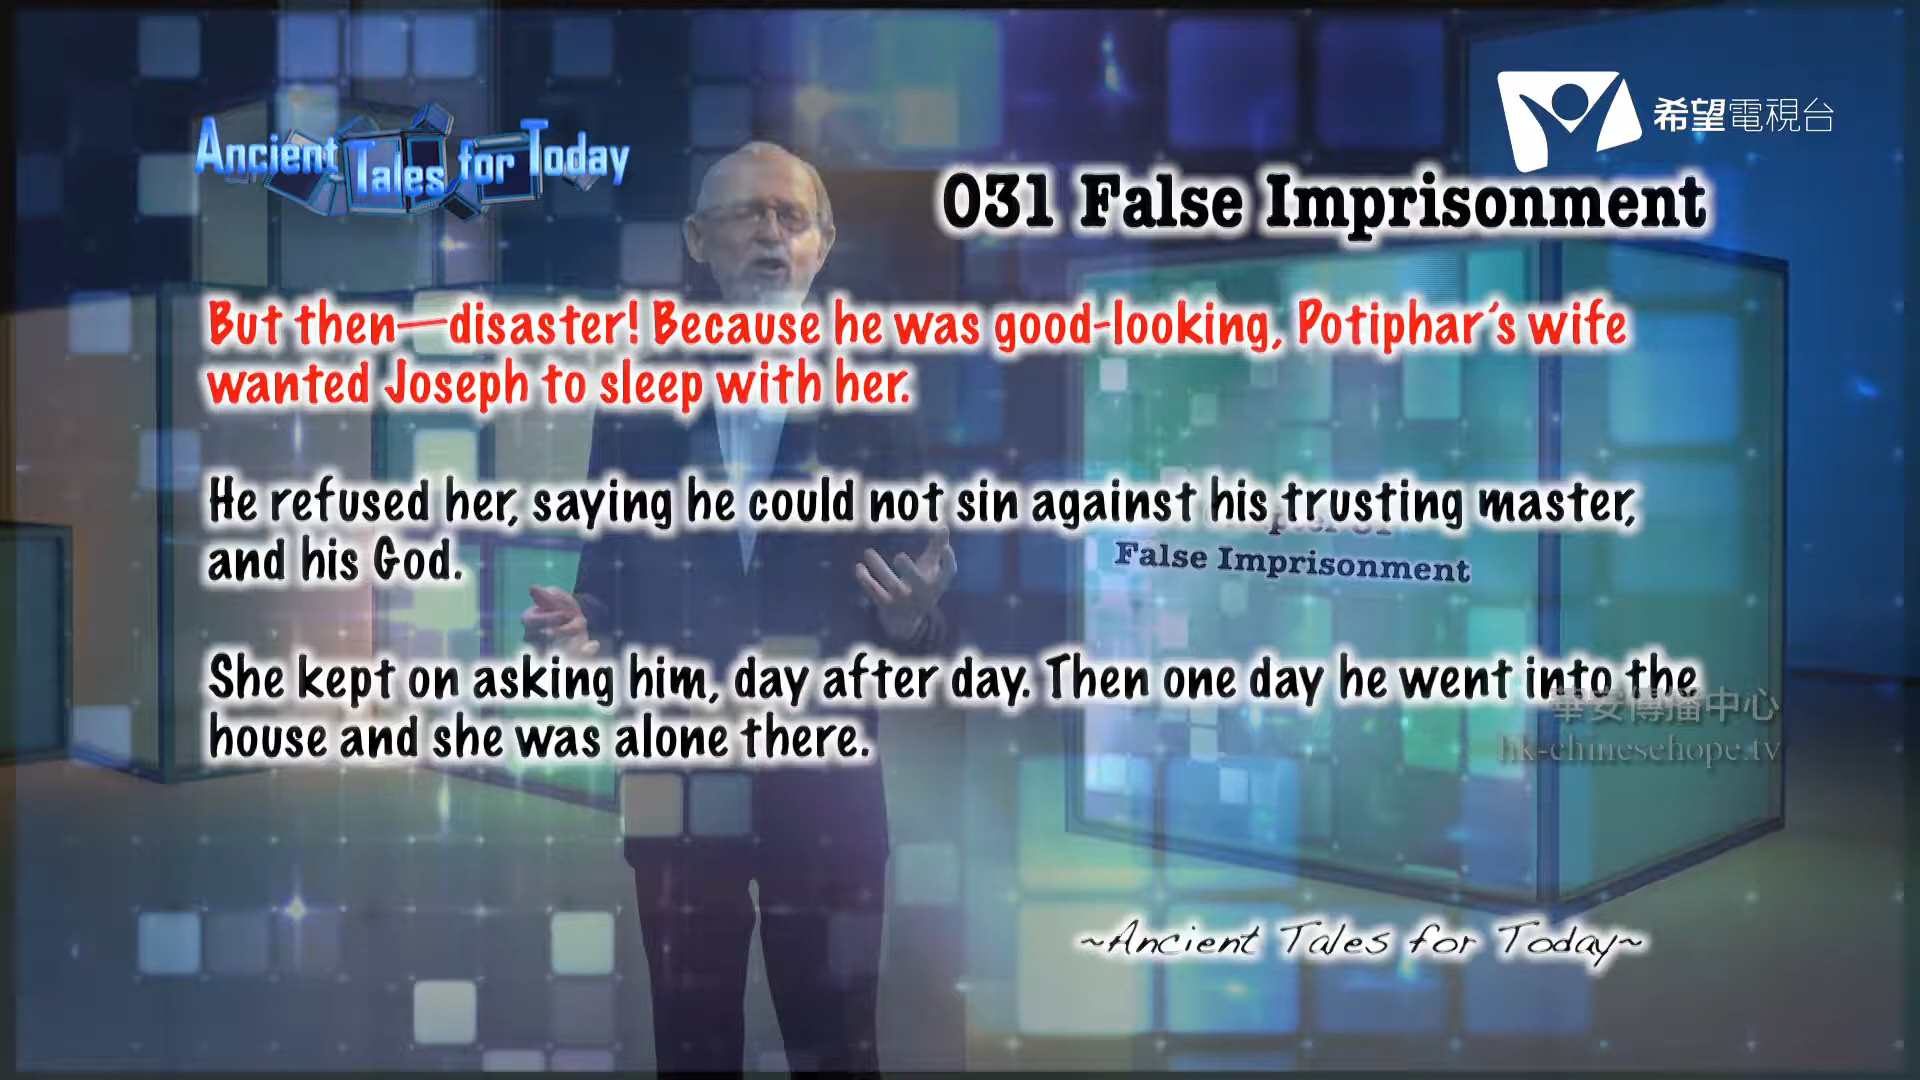 Ancient Tales for Today
希望電視台
031 False Imprisonment
But then—disaster! Because he was good-looking, Potiphar's wife
wanted Joseph to sleep with her.
He refused her, saying he could not sin against his trusting master,
and his God.
False Imprisonment
She kept on asking him, day after day. Then one day he went into the
house and she was alone there.
華安傳播中心
hk-chinesehope.tv
~Ancient Tales for Today~